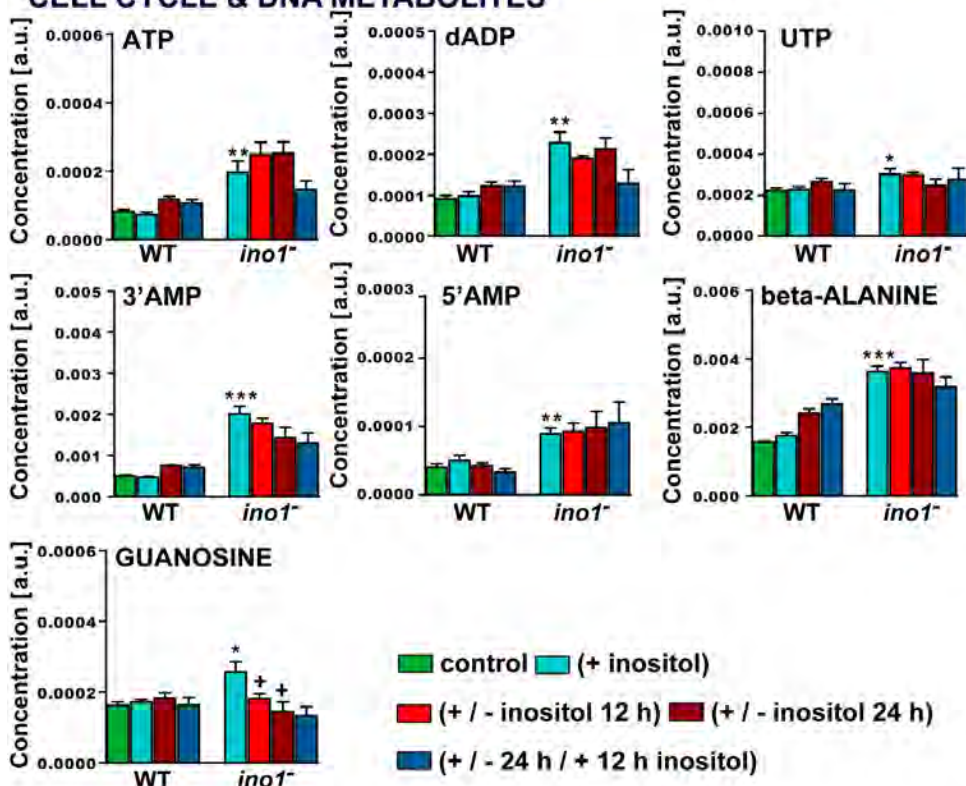 CELL CYCLE & DNA METABOLITES
ATP
Concentration [a.u.]
0.0006
0.0004
0.0002
0.0000
**
WT ino1-
dADP
Concentration [a.u.]
0.0005
0.0004
0.0003
0.0002
0.0001
0.0000
**
WT ino1-
UTP
Concentration [a.u.]
0.0010
0.0008
0.0006
0.0004
0.0002
0.0000
*
WT ino1-
3'AMP
Concentration [a.u.]
0.005
0.004
0.003
0.002
0.001
0.000
***
WT ino1-
5'AMP
Concentration [a.u.]
0.0003
0.0002
0.0001
0.0000
**
WT ino1-
beta-ALANINE
Concentration [a.u.]
0.006
0.004
0.002
0.000
***
WT ino1-
GUANOSINE
Concentration [a.u.]
0.0006
0.0004
0.0002
0.0000
* + +
WT ino1-
control (+ inositol)
(+ / - inositol 12 h) (+ / - inositol 24 h)
(+ / - 24 h / + 12 h inositol)